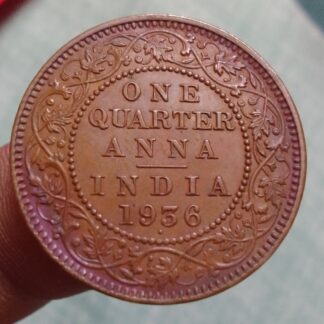 ONE
QUARTER
ANNA
INDIA
1936